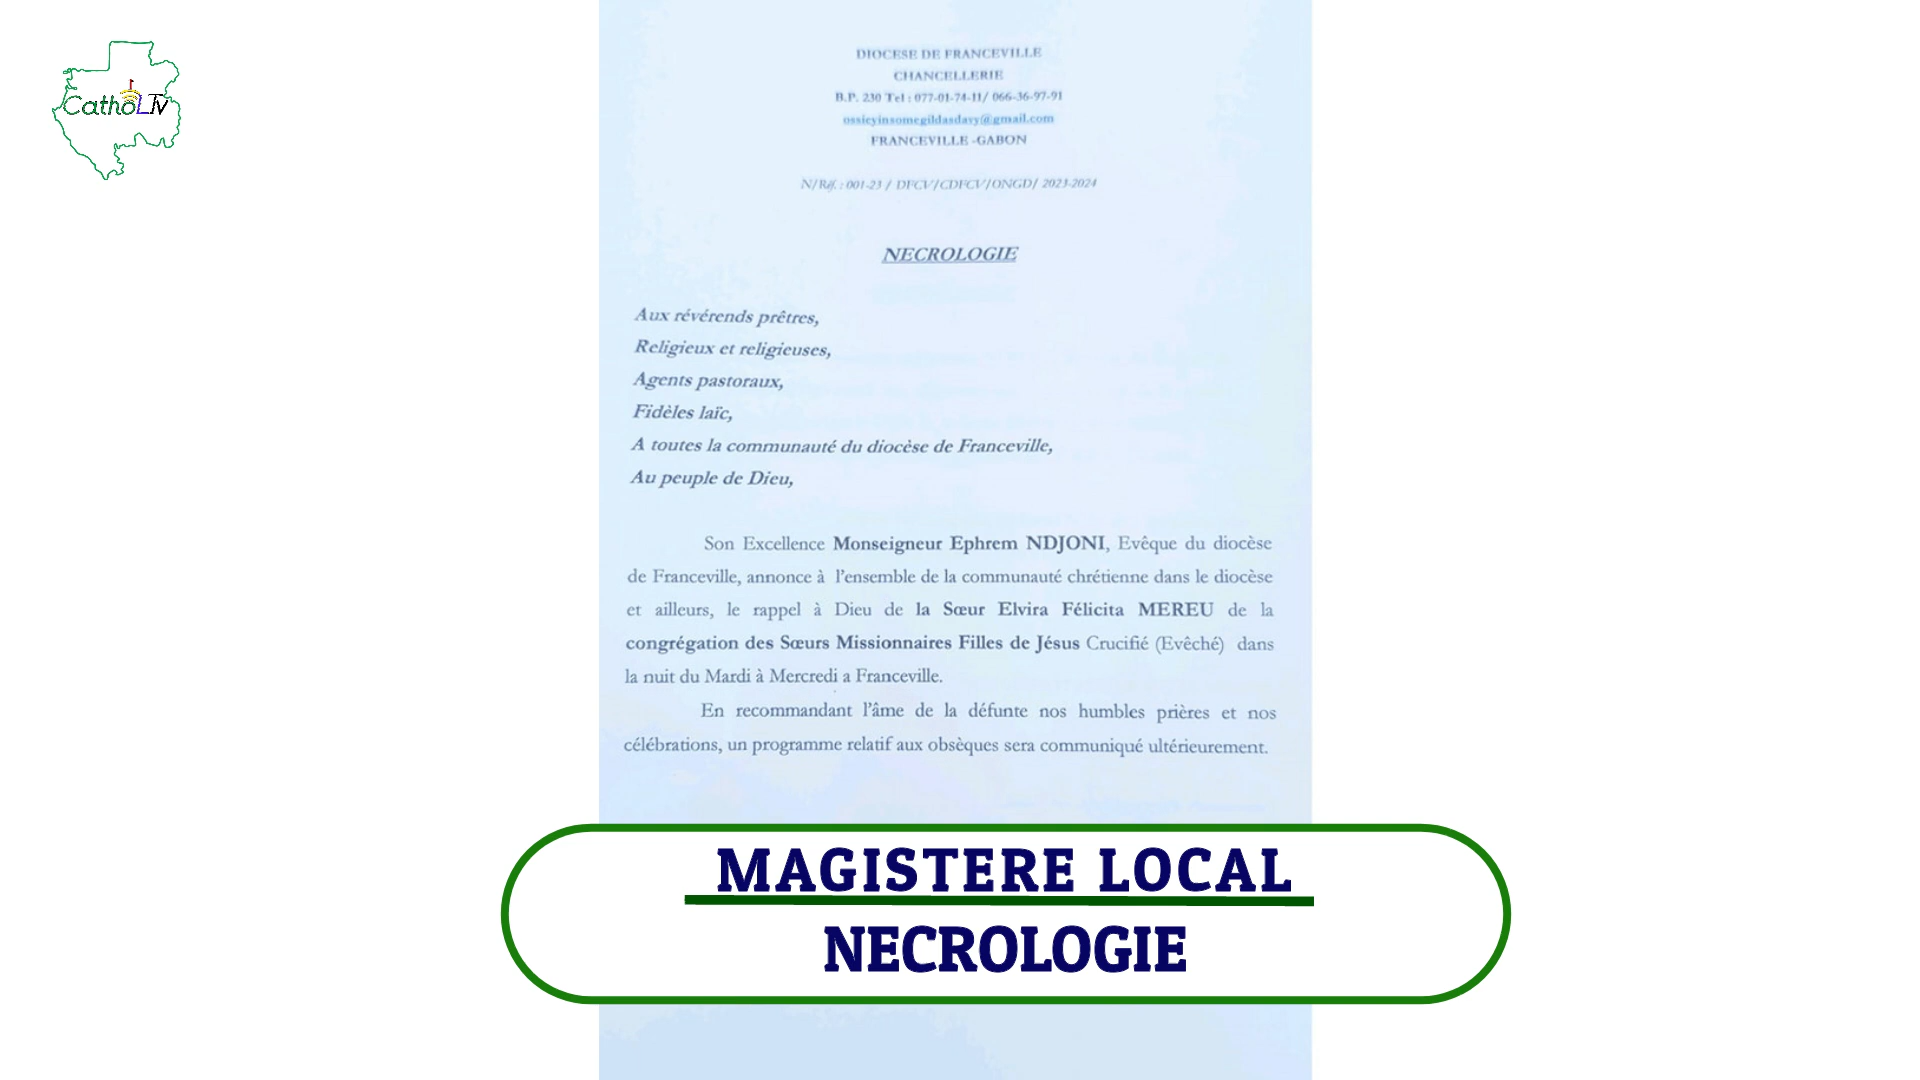 CathoLTV
DIOCESE DE FRANCEVILLE
CHANCELLERIE
B.P. 230 Tel : 077-01-74-11/ 066-36-97-91
ossieyinsomegildasdavy@gmail.com
FRANCEVILLE -GABON
N/Réf. : 001-23 / DFCV/CDFCV/ONGD/ 2023-2024
NECROLOGIE
Aux révérends prêtres,
Religieux et religieuses,
Agents pastoraux,
Fidèles laïc,
A toutes la communauté du diocèse de Franceville,
Au peuple de Dieu,
Son Excellence Monseigneur Ephrem NDJONI, Evêque du diocèse
de Franceville, annonce à l’ensemble de la communauté chrétienne dans le diocèse
et ailleurs, le rappel à Dieu de la Sœur Elvira Félicita MEREU de la
congrégation des Sœurs Missionnaires Filles de Jésus Crucifié (Evêché) dans
la nuit du Mardi à Mercredi a Franceville.
En recommandant l’âme de la défunte nos humbles prières et nos
célébrations, un programme relatif aux obsèques sera communiqué ultérieurement.
MAGISTERE LOCAL
NECROLOGIE